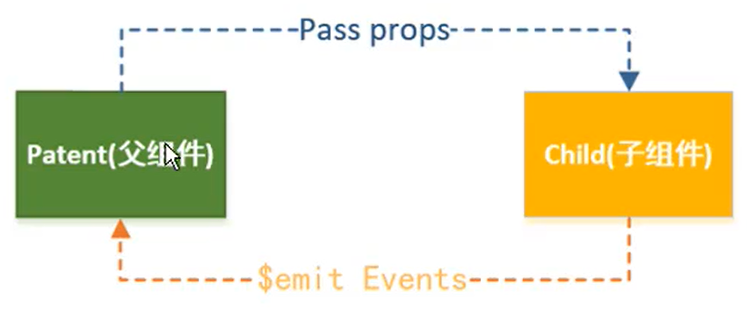 Pass props
Patent(父组件)
Child(子组件)
$emit Events